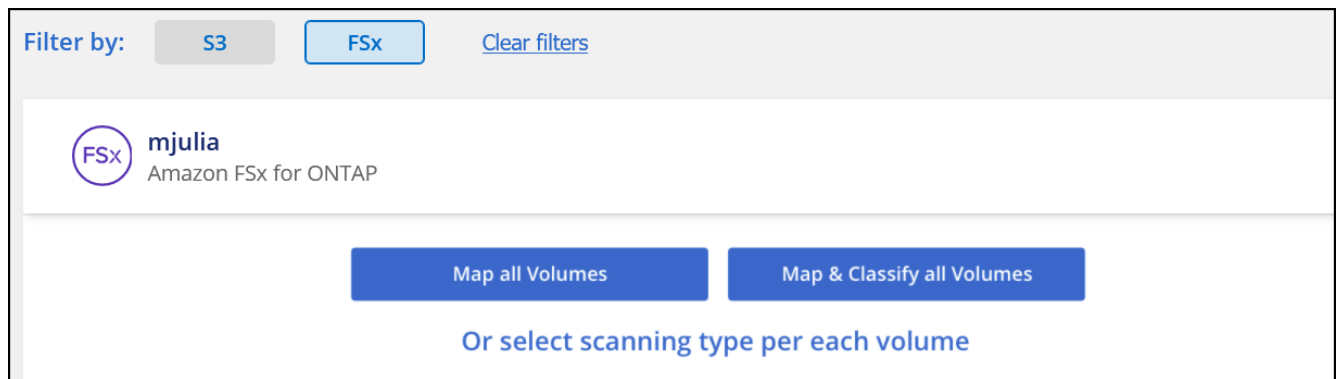 Filter by: S3 FSx Clear filters
FSx mjulia
Amazon FSx for ONTAP
Map all Volumes Map & Classify all Volumes
Or select scanning type per each volume